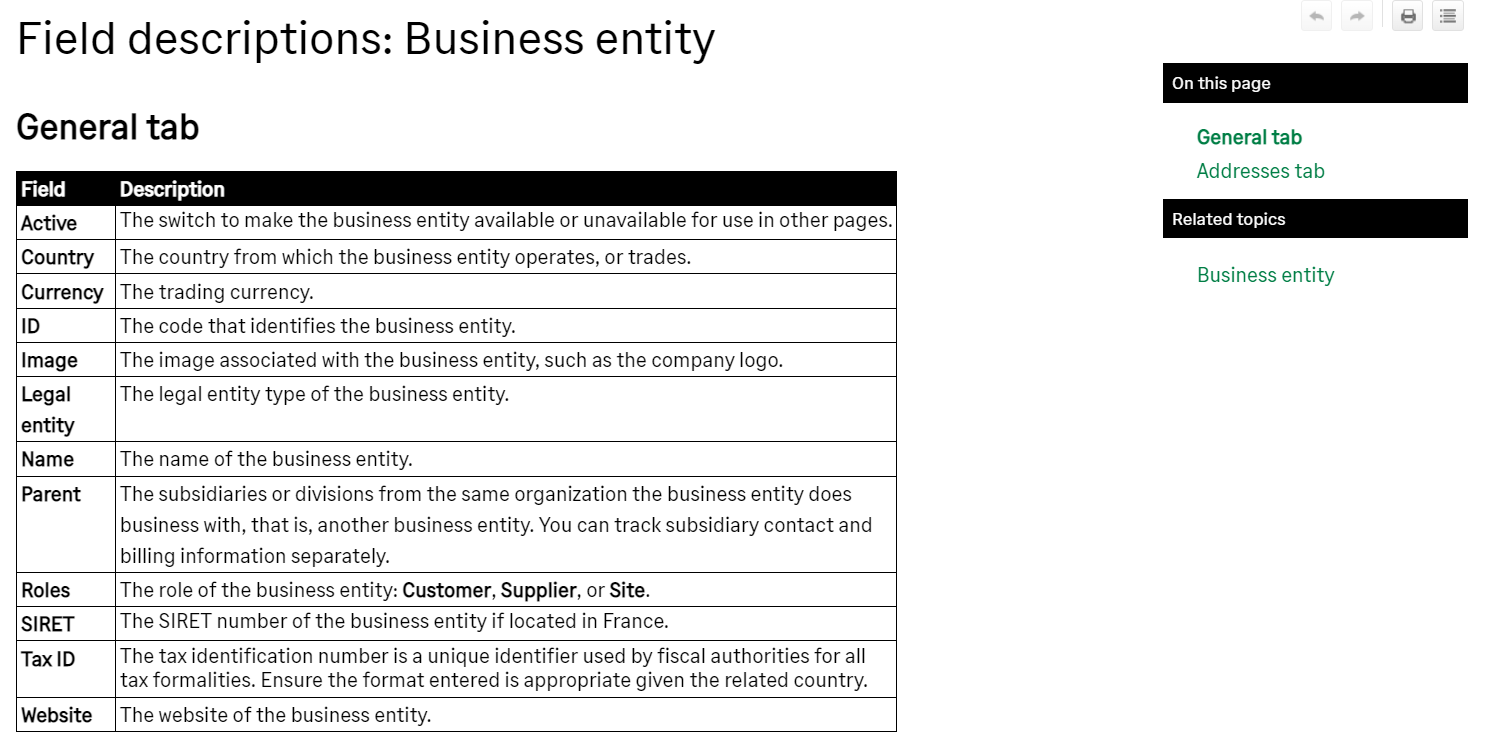 Field descriptions: Business entity
General tab
Field Description
Active The switch to make the business entity available or unavailable for use in other pages.
Country The country from which the business entity operates, or trades.
Currency The trading currency.
ID The code that identifies the business entity.
Image The image associated with the business entity, such as the company logo.
Legal The legal entity type of the business entity.
entity
Name The name of the business entity.
Parent The subsidiaries or divisions from the same organization the business entity does
business with, that is, another business entity. You can track subsidiary contact and
billing information separately.
Roles The role of the business entity: Customer, Supplier, or Site.
SIRET The SIRET number of the business entity if located in France.
Tax ID The tax identification number is a unique identifier used by fiscal authorities for all
tax formalities. Ensure the format entered is appropriate given the related country.
Website The website of the business entity.
On this page
General tab
Addresses tab
Related topics
Business entity